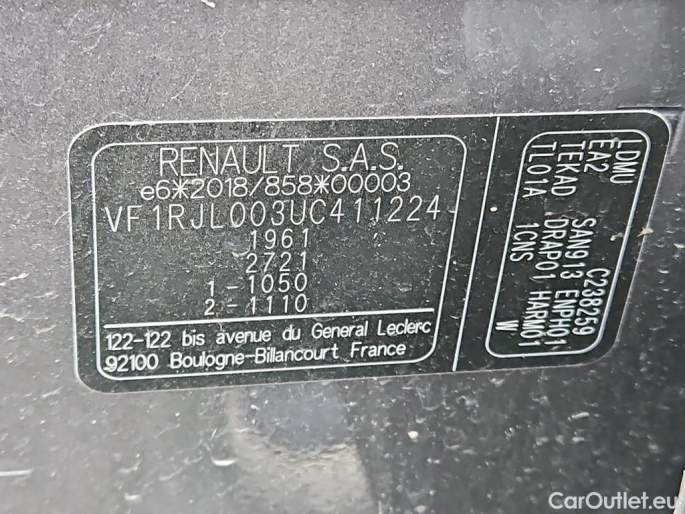 RENAULT S.A.S.
e6*2018/858*00003
VF1RJL003UC411224
1961
2721
1-1050
2-1110
122-122 bis avenue du General Leclerc
92100 Boulogne-Billancourt France
LDMU C238259
EA2 SAN913 ENPH01
TEKAD DRAP01 HARM01
TL01A 1CNS W
CarOutlet.eu